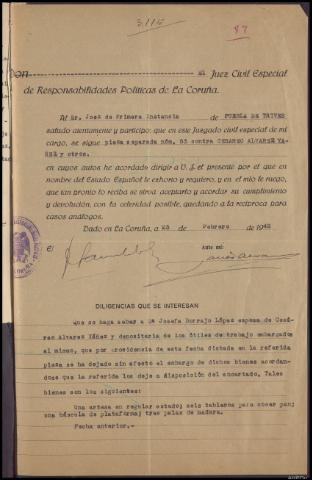 3.115
87
DON                                   El Juez Civil Especial
de Responsabilidades Políticas de La Coruña.
Al Sr. Juez de Primera Instancia de PUEBLA DE TRIVES
saludo atentamente y participo; que en este Juzgado civil especial de mi
cargo, se sigue pieza separada núm. 83 contra CESAREO ALVAREZ YA-
ÑEZ y otros.
en cuyos autos he acordado dirigir a U. S. el presente por el que en
nombre del Estado Español le exhorto y requiero, y en el mío le ruego,
que tan pronto lo reciba se sirva aceptarlo y acordar su cumplimiento
y devolución, con la celeridad posible, quedando a la recíproca para
casos análogos.
Dado en La Coruña, a 23 de Febrero de 1942
El                                   Ante mí:
DILIGENCIAS QUE SE INTERESAN
que se haga saber a Dª Josefa Borrajo López esposa de Cesá-
reo Alvarez Yáñez y depositaria de los útiles de trabajo embargados
al mismo, que por providencia de esta fecha dictada en la referida
pieza se ha dejado sin efecto el embargo de dichos bienes acordan-
dose que la referida los deje a disposición del encartado. Tales
bienes son los siguientes:
Una artesa en regular estado; seis tableros para cocer pan;
una báscula de plataforma; tres palas de madera.
Fecha anterior.-